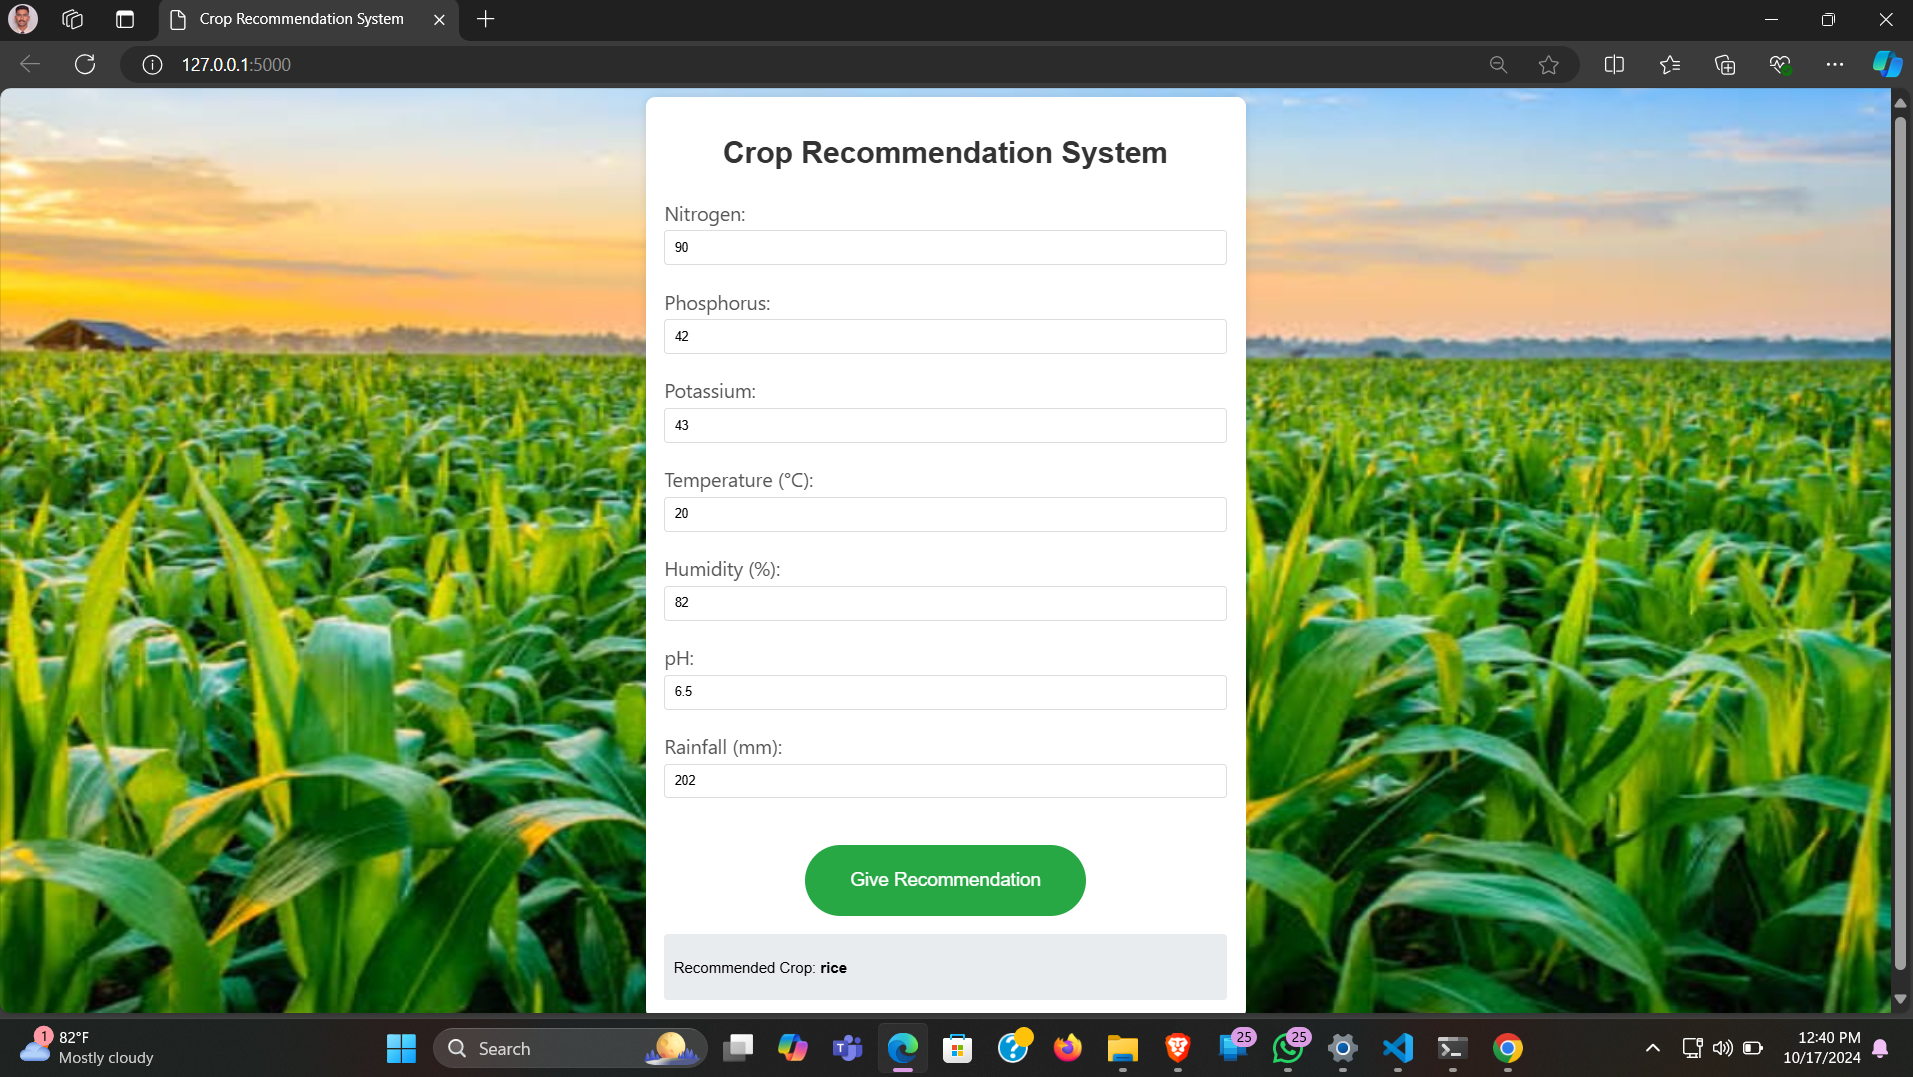 Crop Recommendation System
127.0.0.1:5000
Crop Recommendation System
Nitrogen:
90
Phosphorus:
42
Potassium:
43
Temperature (°C):
20
Humidity (%):
82
pH:
6.5
Rainfall (mm):
202
Give Recommendation
Recommended Crop: rice
1
82°F
Mostly cloudy
Search
T
25
25
12:40 PM
10/17/2024